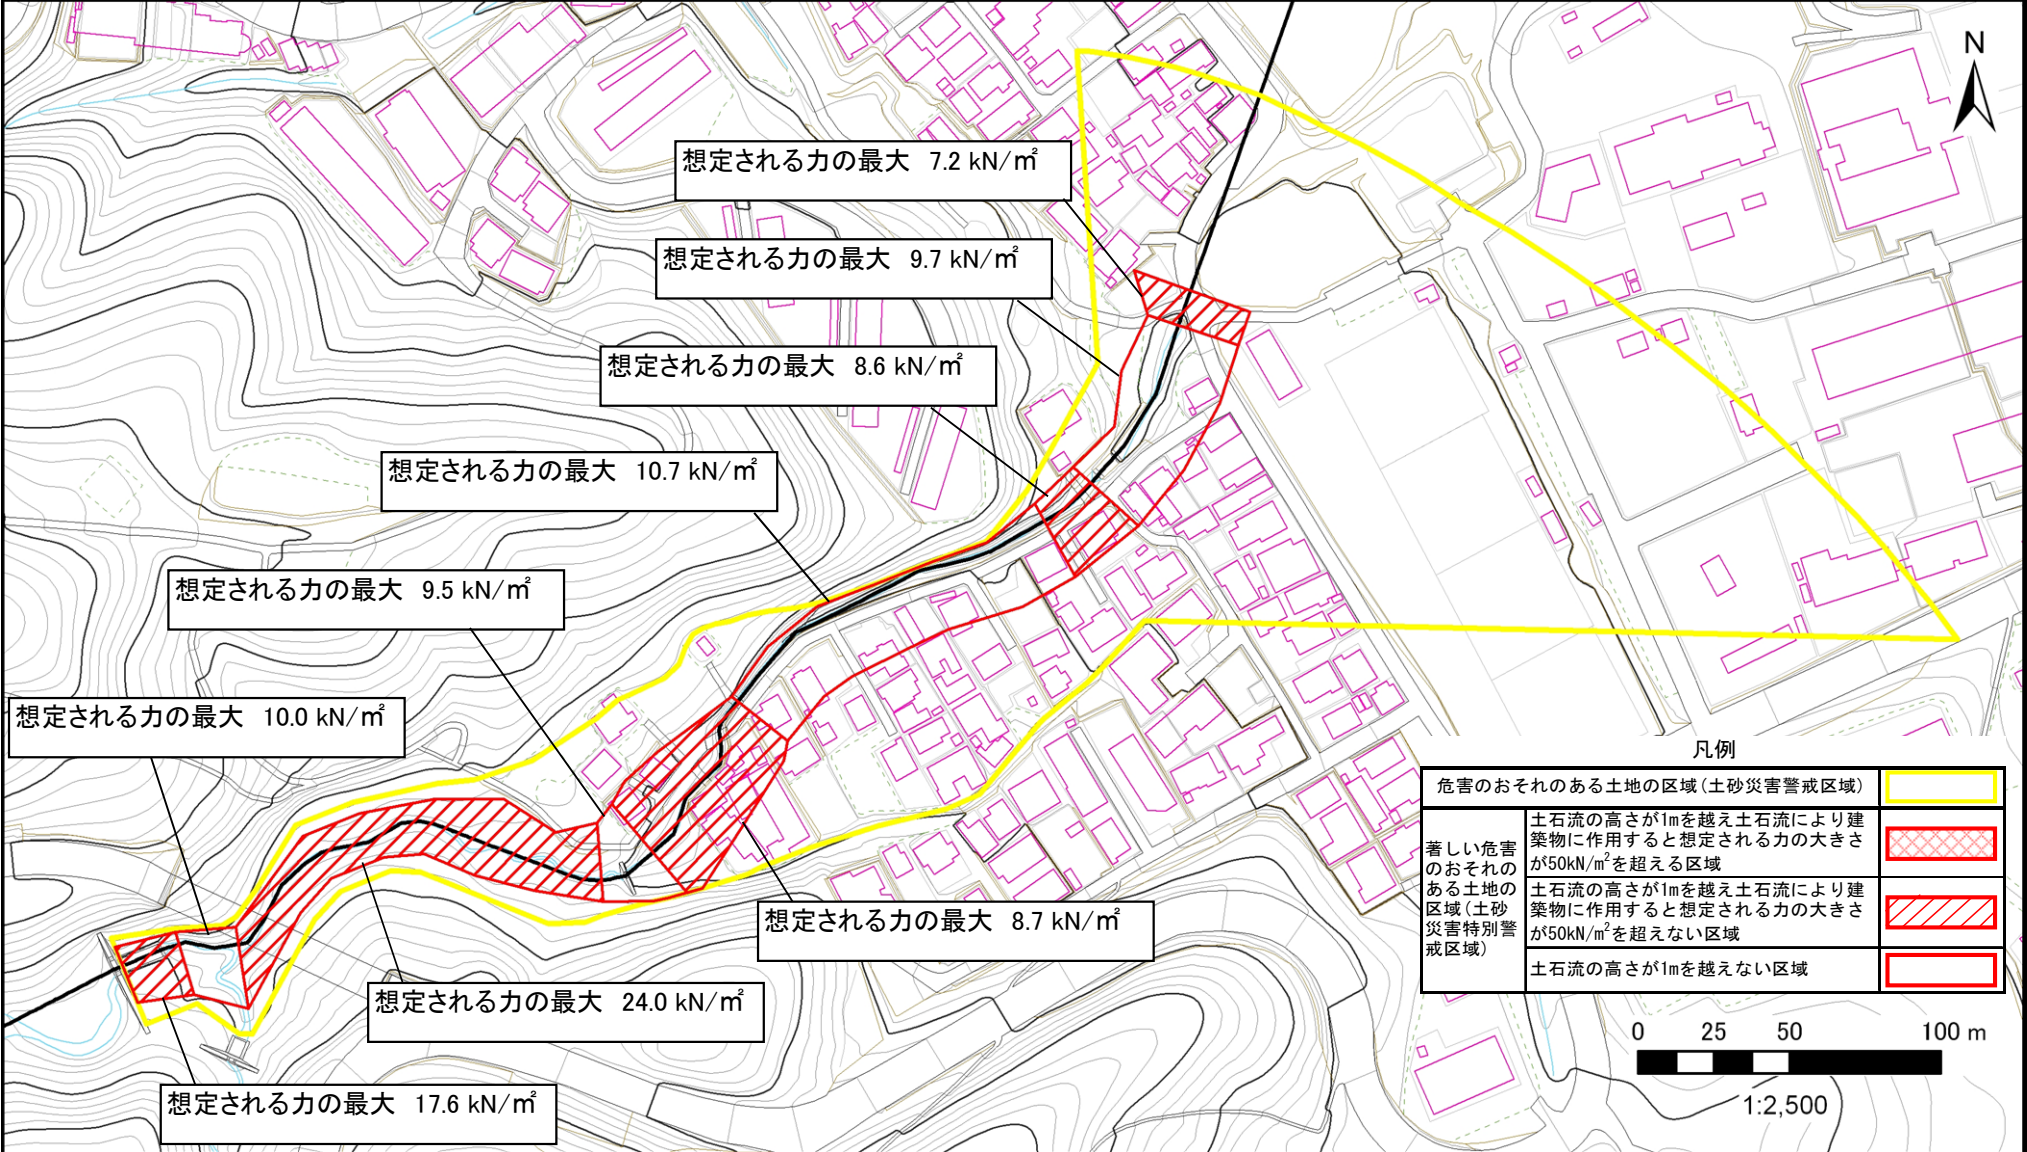 N
想定される力の最大 7.2 kN/㎡
想定される力の最大 9.7 kN/㎡
想定される力の最大 8.6 kN/㎡
想定される力の最大 10.7 kN/㎡
想定される力の最大 9.5 kN/㎡
想定される力の最大 10.0 kN/㎡
想定される力の最大 8.7 kN/㎡
想定される力の最大 24.0 kN/㎡
想定される力の最大 17.6 kN/㎡
凡例
危害のおそれのある土地の区域(土砂災害警戒区域)
著しい危害
のおそれの
ある土地の
区域(土砂
災害特別警
戒区域)
土石流の高さが1mを越え土石流により建
築物に作用すると想定される力の大きさ
が50kN/m²を超える区域
土石流の高さが1mを越え土石流により建
築物に作用すると想定される力の大きさ
が50kN/m²を超えない区域
土石流の高さが1mを越えない区域
0 25 50 100 m
1:2,500